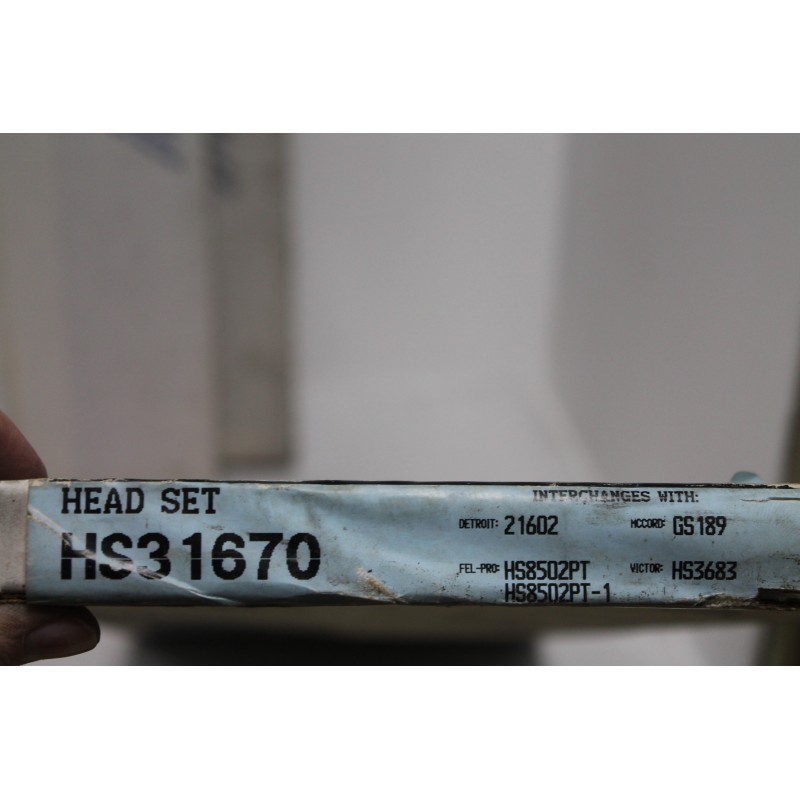 HEAD SET
HS31670
INTERCHANGES WITH:
DETROIT: 21602 MCCORD: GS189
FEL-PRO: HS8502PT VICTOR: HS3683
HS8502PT-1